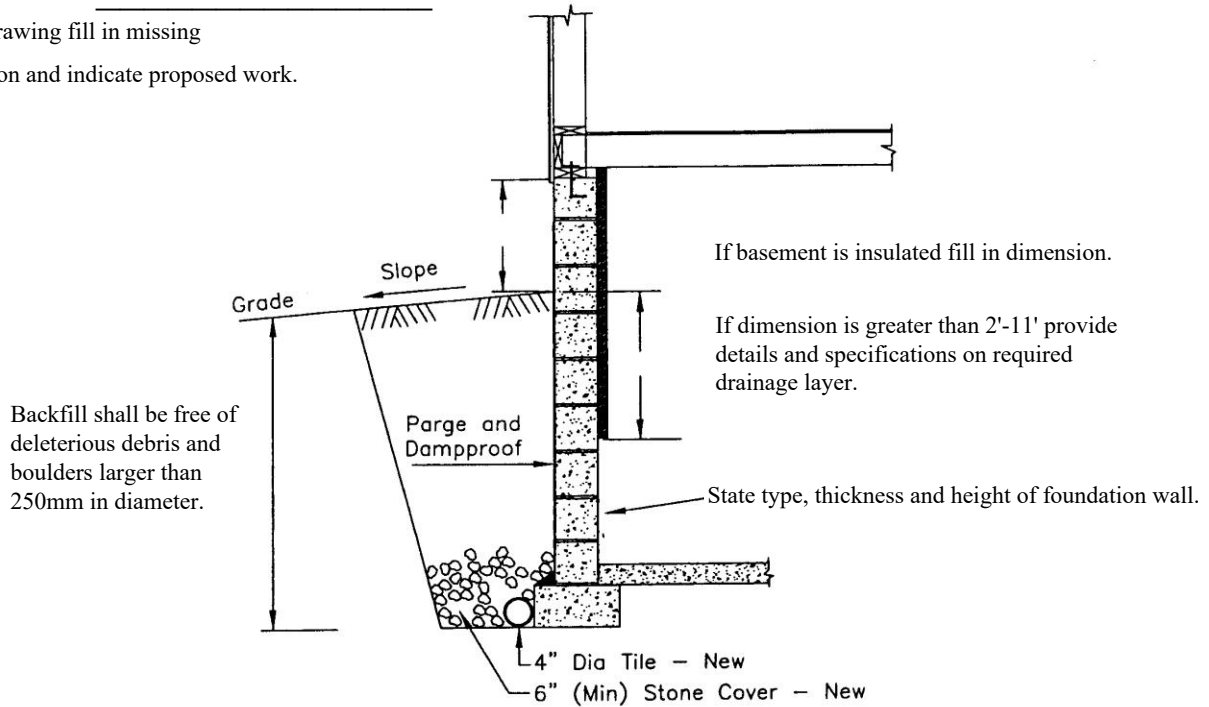 rawing fill in missing
on and indicate proposed work.
If basement is insulated fill in dimension.
Slope
Grade
If dimension is greater than 2'-11' provide
details and specifications on required
drainage layer.
Backfill shall be free of
deleterious debris and
boulders larger than
250mm in diameter.
Parge and
Dampproof
State type, thickness and height of foundation wall.
4" Dia Tile – New
6" (Min) Stone Cover – New